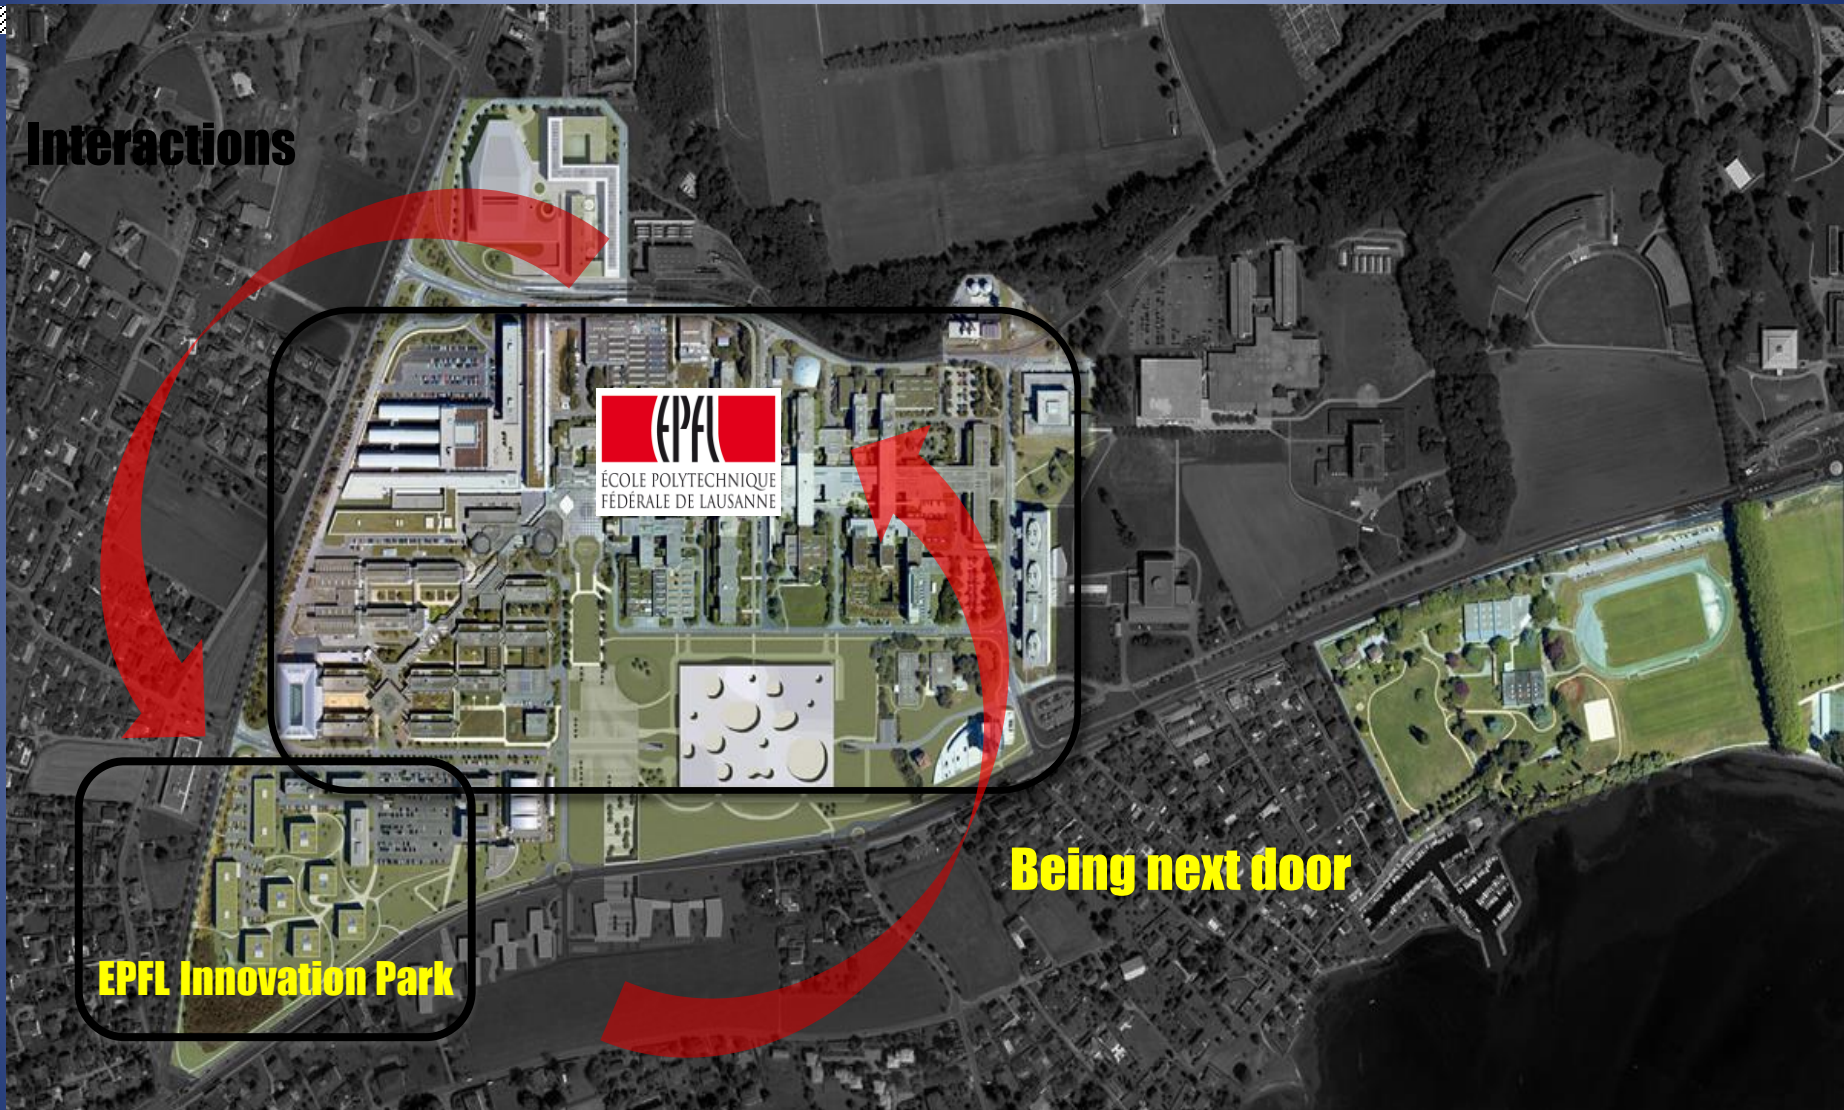 Interactions
EPFL
ÉCOLE POLYTECHNIQUE
FÉDÉRALE DE LAUSANNE
Being next door
EPFL Innovation Park